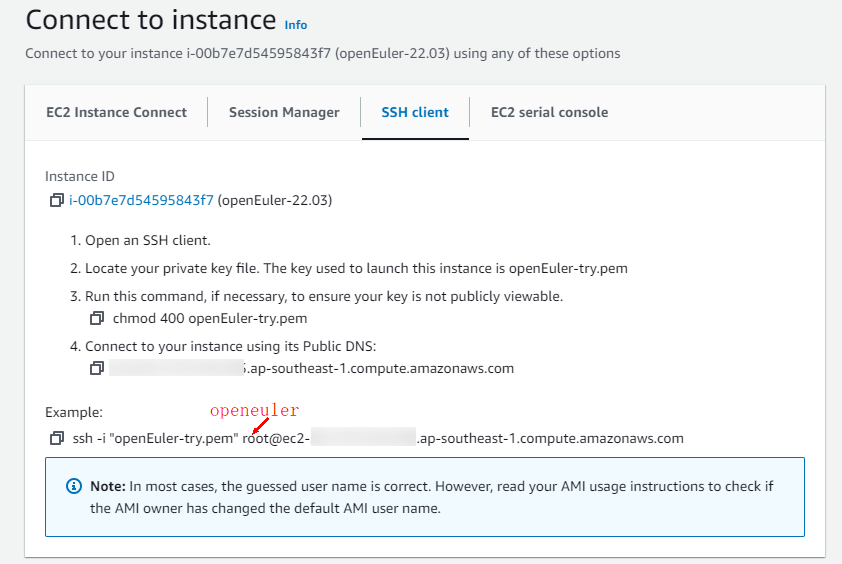 Connect to instance Info
Connect to your instance i-00b7e7d54595843f7 (openEuler-22.03) using any of these options
EC2 Instance Connect Session Manager SSH client EC2 serial console
Instance ID
i-00b7e7d54595843f7 (openEuler-22.03)
1. Open an SSH client.
2. Locate your private key file. The key used to launch this instance is openEuler-try.pem
3. Run this command, if necessary, to ensure your key is not publicly viewable.
chmod 400 openEuler-try.pem
4. Connect to your instance using its Public DNS:
.ap-southeast-1.compute.amazonaws.com
Example:
openeuler
ssh -i "openEuler-try.pem" root@ec2- .ap-southeast-1.compute.amazonaws.com
Note: In most cases, the guessed user name is correct. However, read your AMI usage instructions to check if
the AMI owner has changed the default AMI user name.